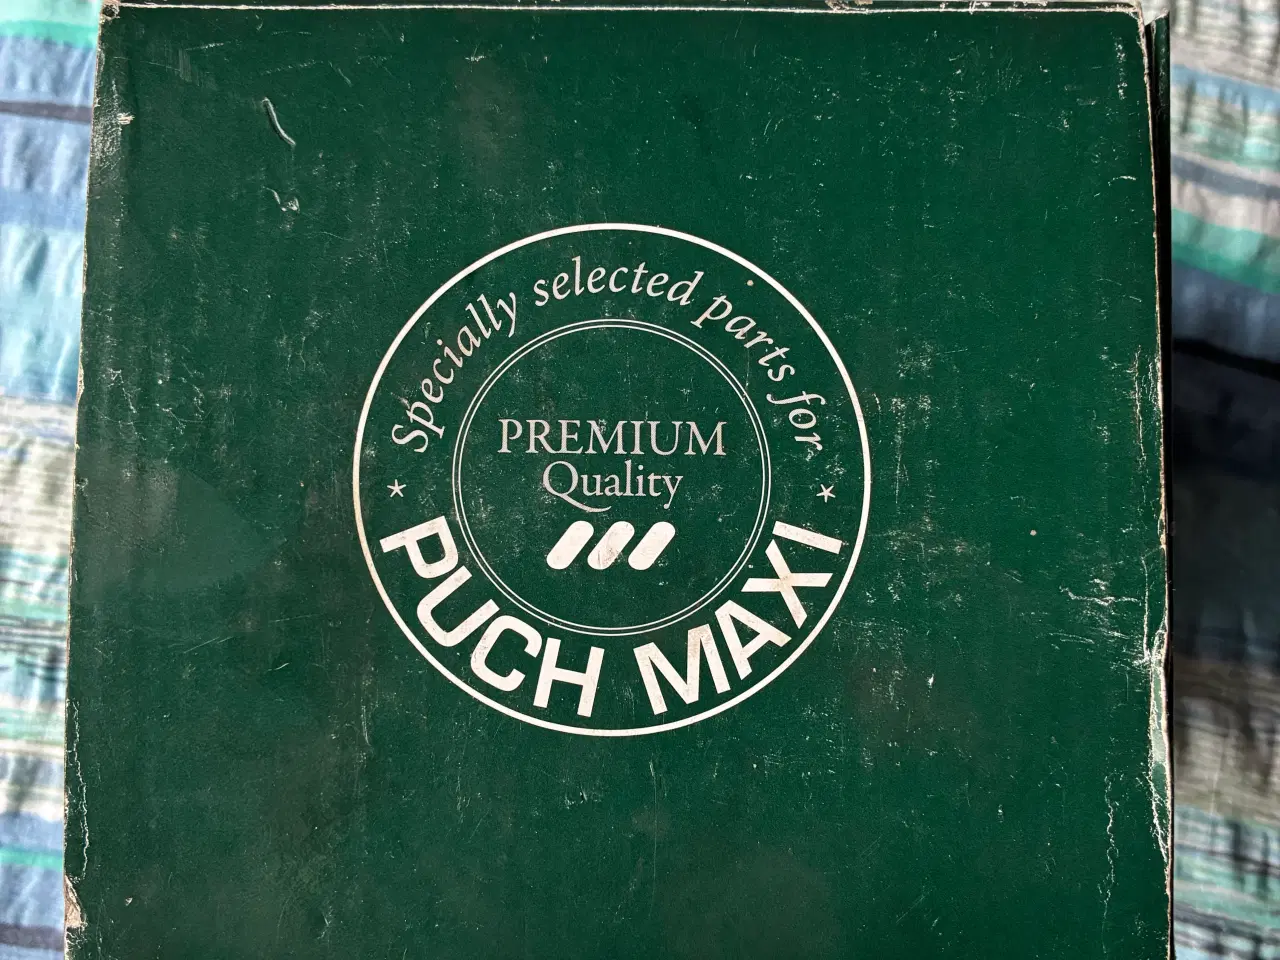 Specially selected parts for
PREMIUM
Quality
PUCH MAXI